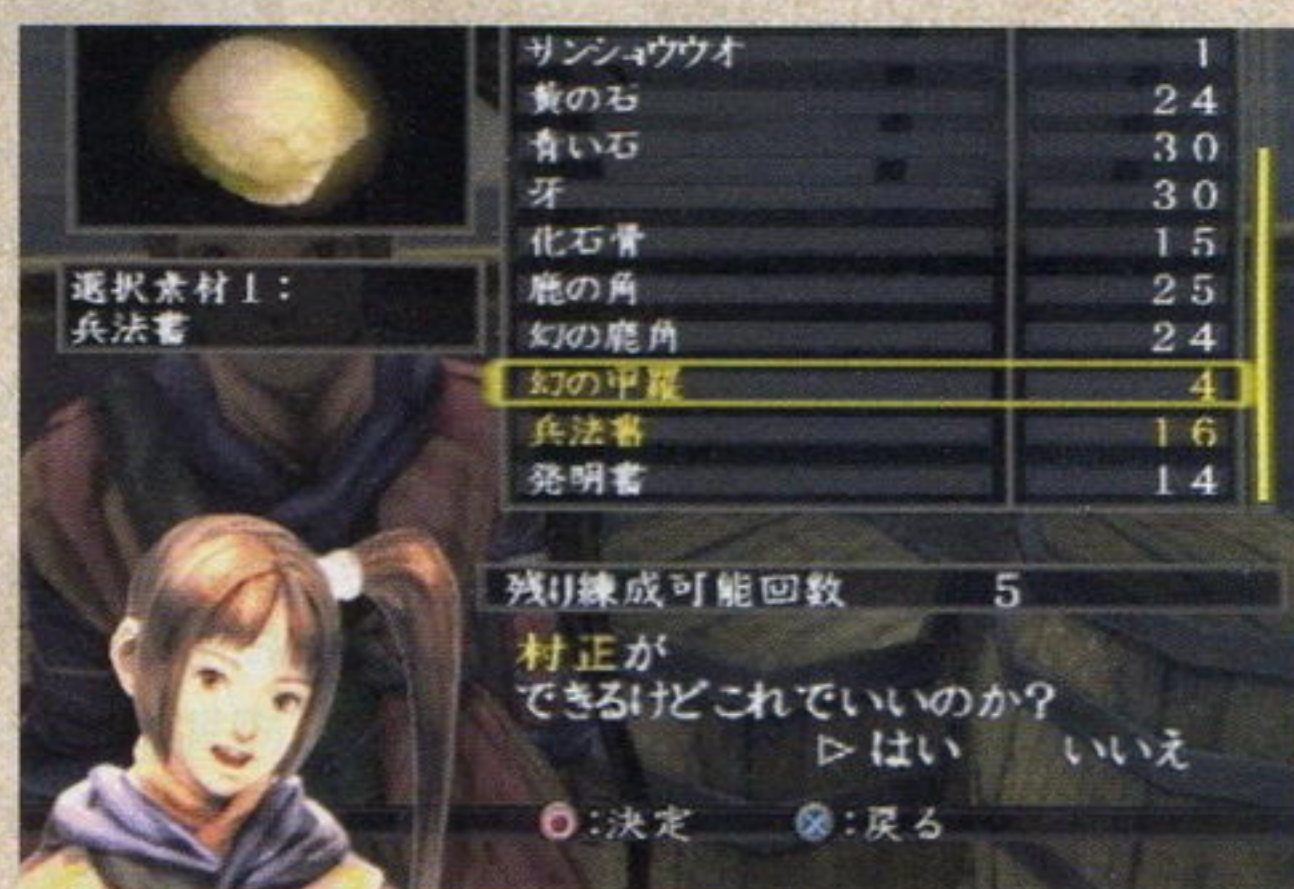 サンショウウオ 1
黄の石 24
青い石 30
牙 30
化石骨 15
鹿の角 25
幻の鹿角 24
幻の甲羅 4
兵法書 16
発明書 14
選択素材1:
兵法書
残り練成可能回数 5
村正が
できるけどこれでいいのか?
▷はい いいえ
○:決定 ×:戻る